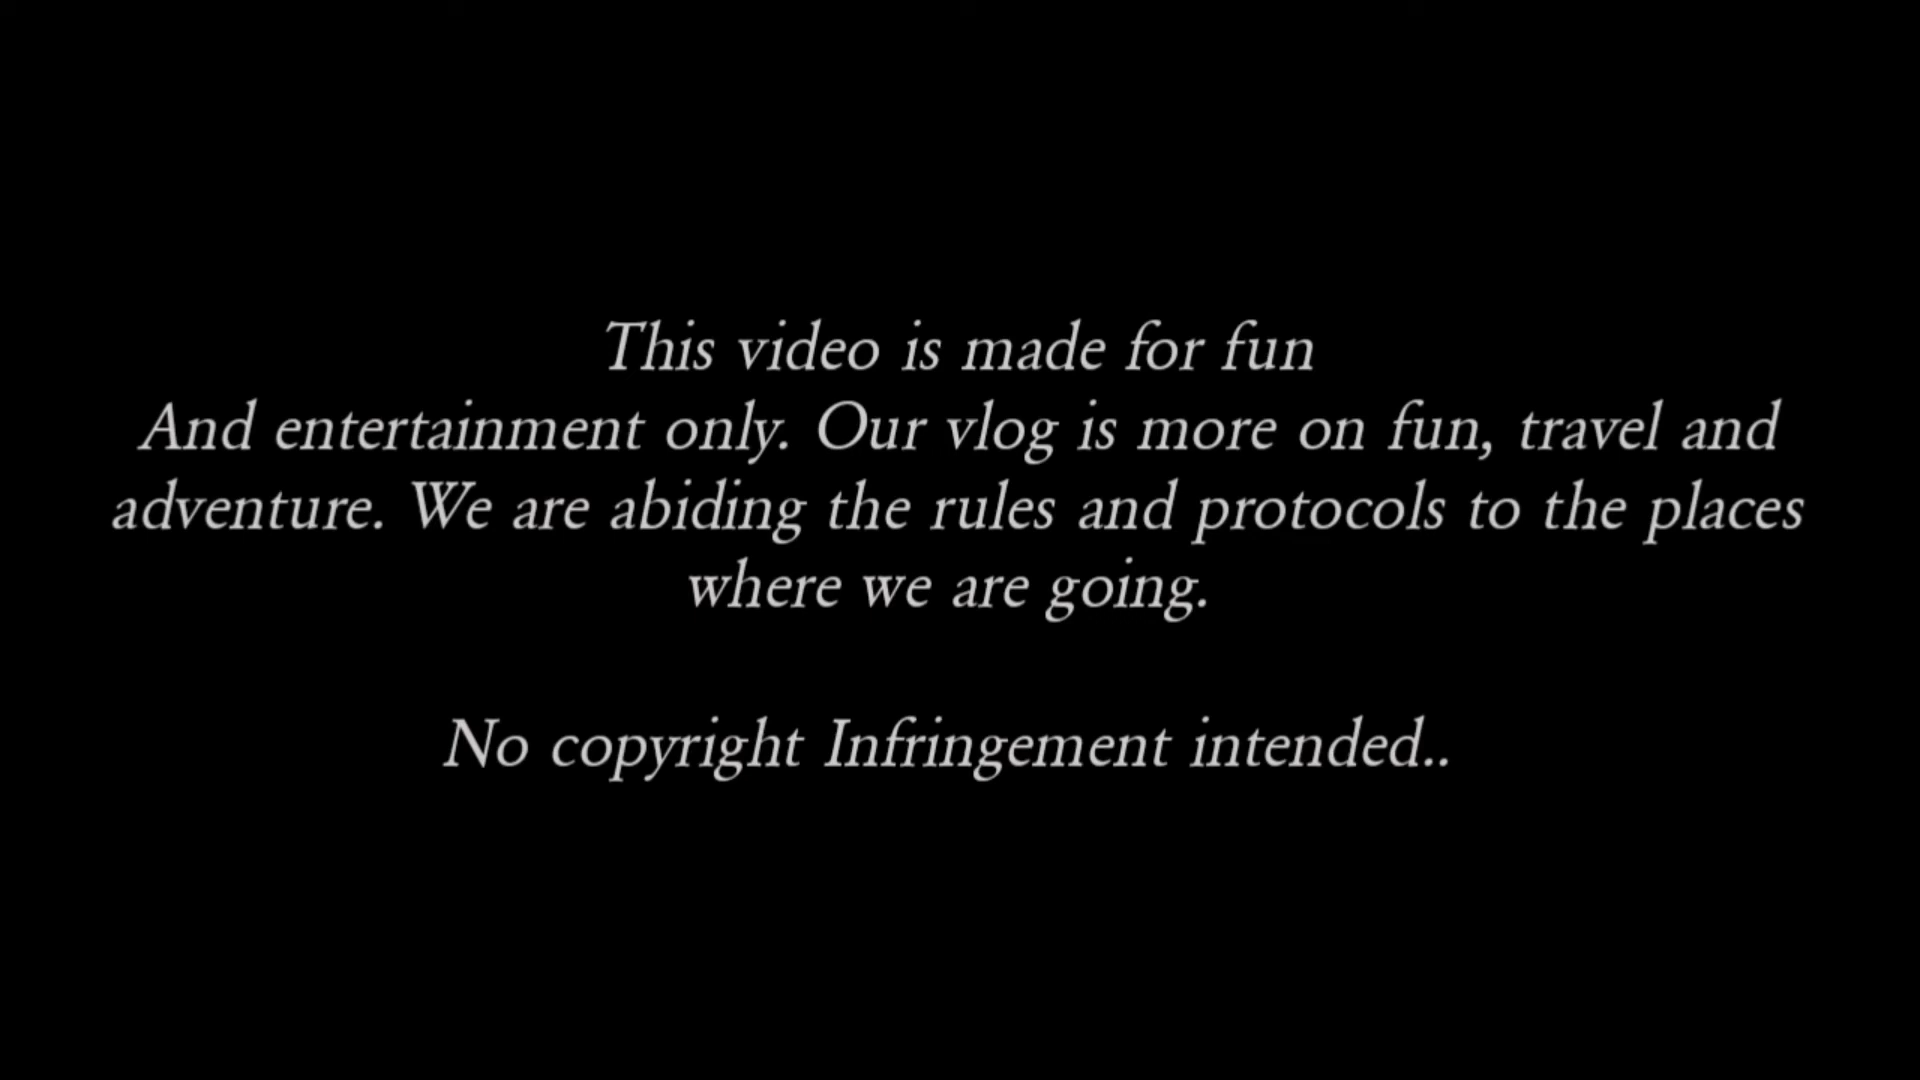 This video is made for fun
And entertainment only. Our vlog is more on fun, travel and
adventure. We are abiding the rules and protocols to the places
where we are going.
No copyright Infringement intended..